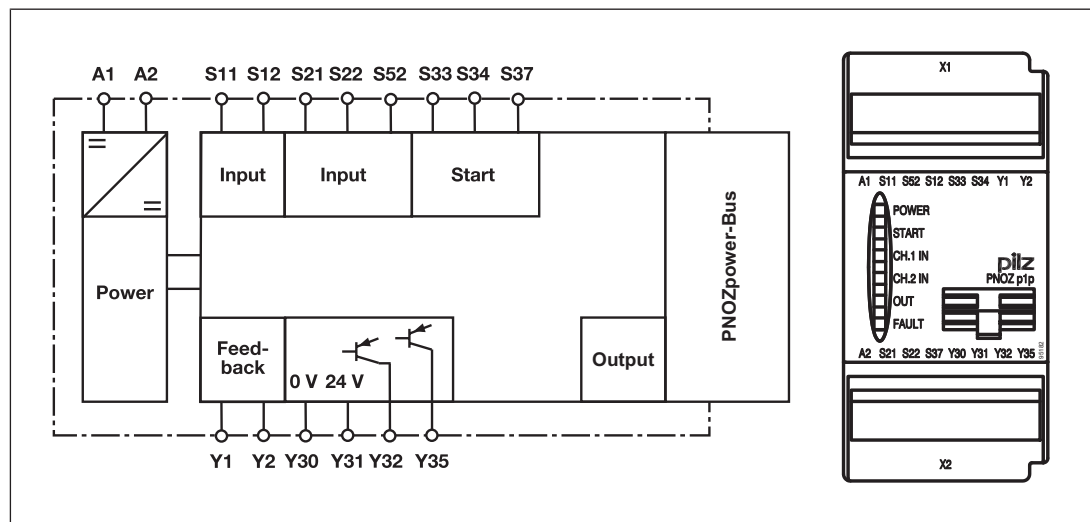 A1 A2 S11 S12 S21 S22 S52 S33 S34 S37
Input Input Start
Power
PNOZpower-Bus
Feed-
back
0 V 24 V
Output
Y1 Y2 Y30 Y31 Y32 Y35
X1
A1 S11 S52 S12 S33 S34 Y1 Y2
POWER
START
CH.1 IN
CH.2 IN
OUT
FAULT
pilz
PNOZ p1p
A2 S21 S22 S37 Y30 Y31 Y32 Y35
95182
X2